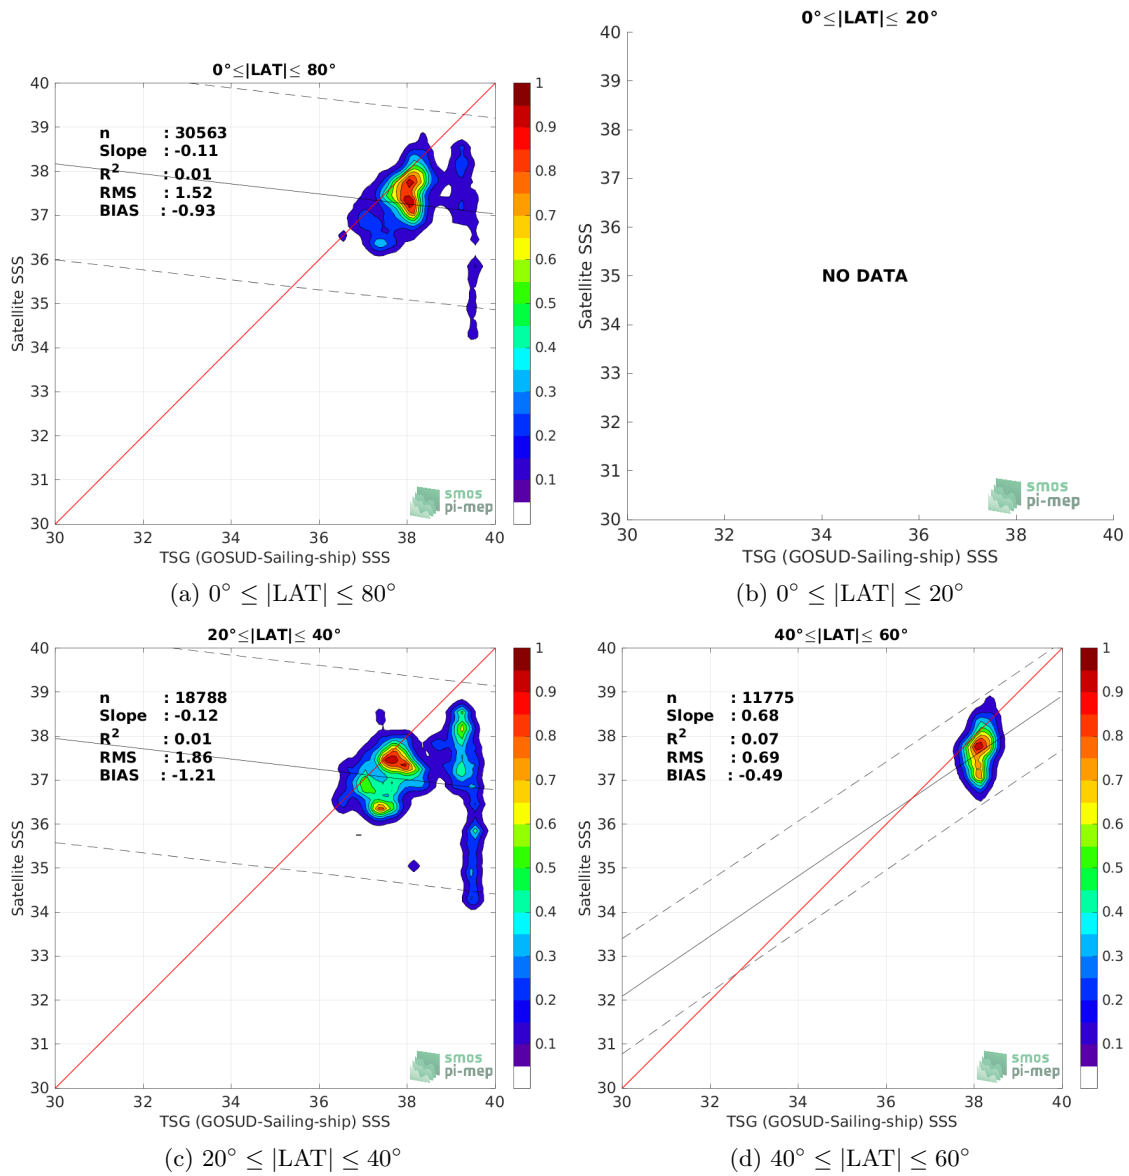 0°≤|LAT|≤ 80°
n : 30563
Slope : -0.11
R² : 0.01
RMS : 1.52
BIAS : -0.93
Satellite SSS
40
39
38
37
36
35
34
33
32
31
30
30 32 34 36 38 40
TSG (GOSUD-Sailing-ship) SSS
1
0.9
0.8
0.7
0.6
0.5
0.4
0.3
0.2
0.1
smos
pi-mep
(a) 0° ≤ |LAT| ≤ 80°
0°≤|LAT|≤ 20°
NO DATA
Satellite SSS
40
39
38
37
36
35
34
33
32
31
30
30 32 34 36 38 40
TSG (GOSUD-Sailing-ship) SSS
smos
pi-mep
(b) 0° ≤ |LAT| ≤ 20°
20°≤|LAT|≤ 40°
n : 18788
Slope : -0.12
R² : 0.01
RMS : 1.86
BIAS : -1.21
Satellite SSS
40
39
38
37
36
35
34
33
32
31
30
30 32 34 36 38 40
TSG (GOSUD-Sailing-ship) SSS
1
0.9
0.8
0.7
0.6
0.5
0.4
0.3
0.2
0.1
smos
pi-mep
(c) 20° ≤ |LAT| ≤ 40°
40°≤|LAT|≤ 60°
n : 11775
Slope : 0.68
R² : 0.07
RMS : 0.69
BIAS : -0.49
Satellite SSS
40
39
38
37
36
35
34
33
32
31
30
30 32 34 36 38 40
TSG (GOSUD-Sailing-ship) SSS
1
0.9
0.8
0.7
0.6
0.5
0.4
0.3
0.2
0.1
smos
pi-mep
(d) 40° ≤ |LAT| ≤ 60°